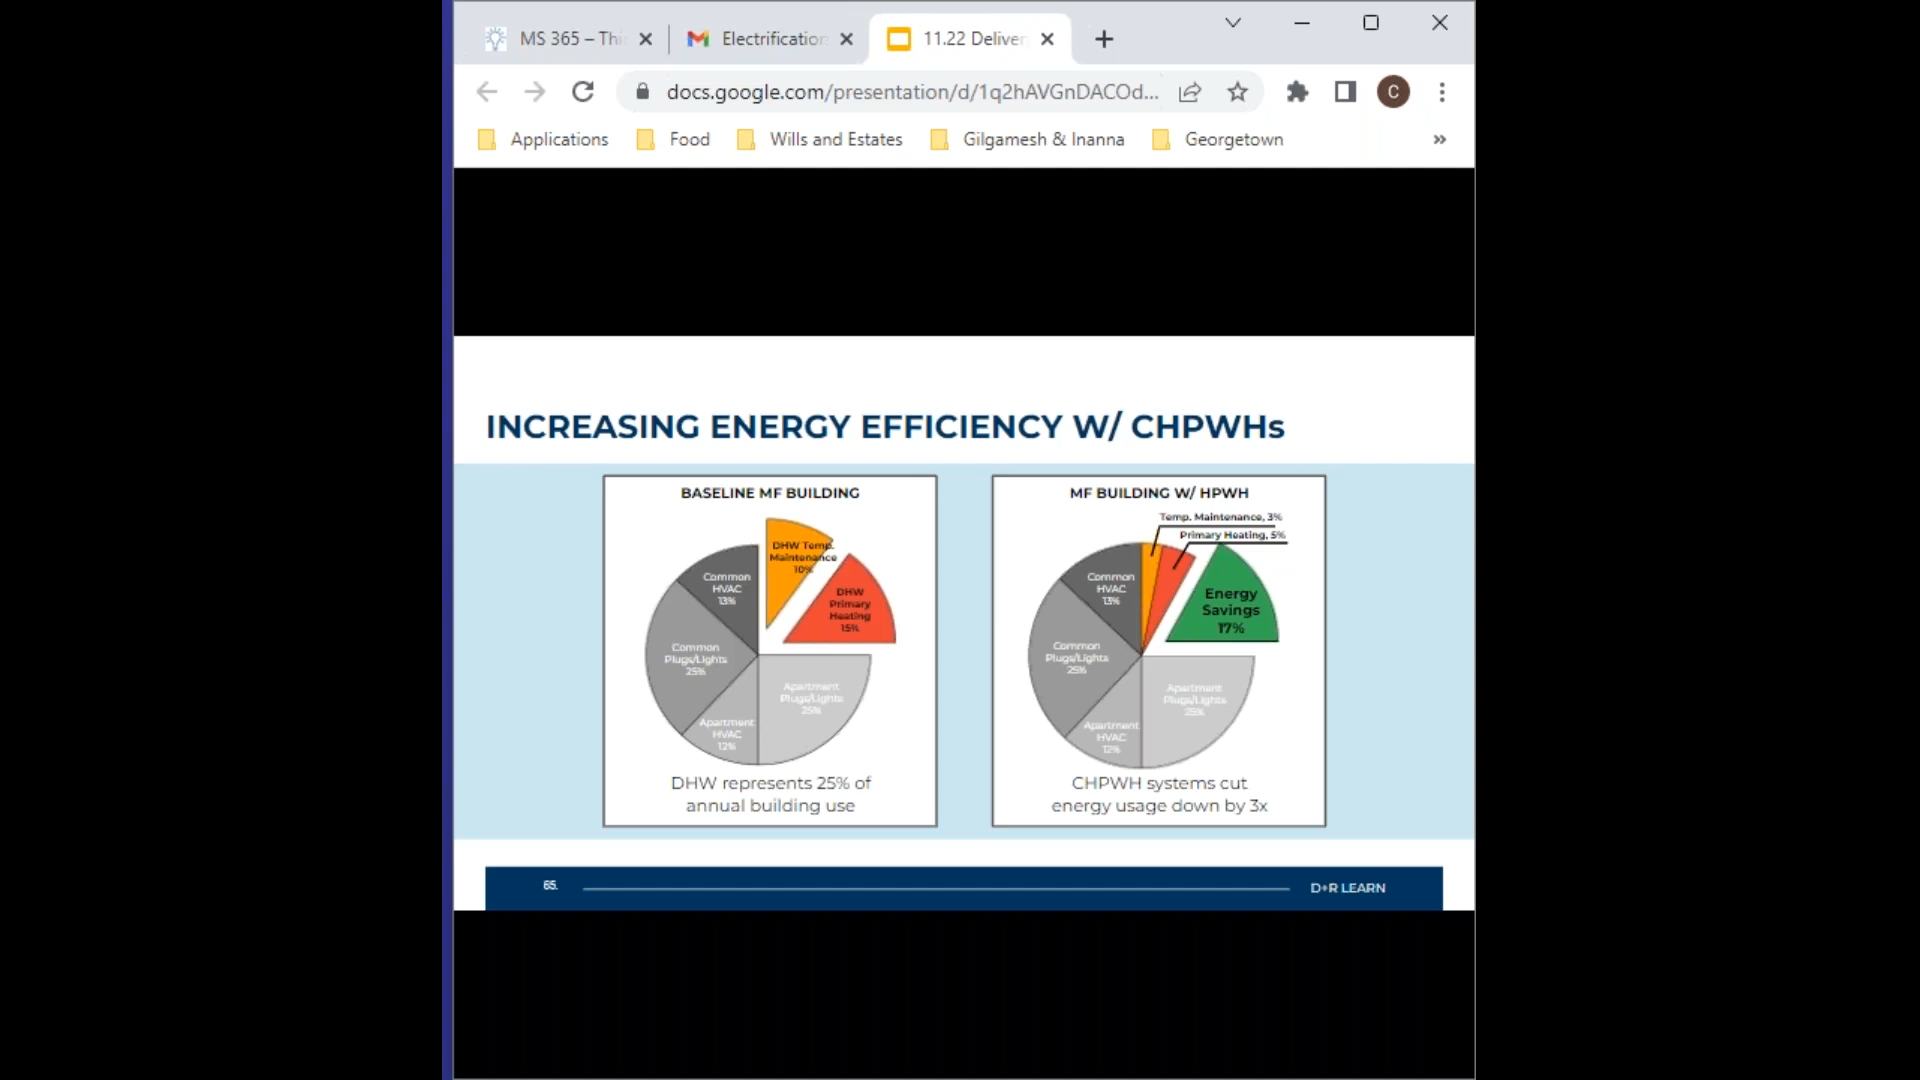 MS 365 – Thi
Electrification
11.22 Deliver
docs.google.com/presentation/d/1q2hAVGnDACOd...
C
Applications
Food
Wills and Estates
Gilgamesh & Inanna
Georgetown
»
INCREASING ENERGY EFFICIENCY W/ CHPWHs
BASELINE MF BUILDING
DHW Temp.
Maintenance
10%
DHW
Primary
Heating
15%
Common
HVAC
13%
Common
Plugs/Lights
25%
Apartment
Plugs/Lights
25%
Apartment
HVAC
12%
DHW represents 25% of
annual building use
MF BUILDING W/ HPWH
Temp. Maintenance, 3%
Primary Heating, 5%
Common
HVAC
13%
Energy
Savings
17%
Common
Plugs/Lights
25%
Apartment
Plugs/Lights
25%
Apartment
HVAC
12%
CHPWH systems cut
energy usage down by 3x
65.
D+R LEARN